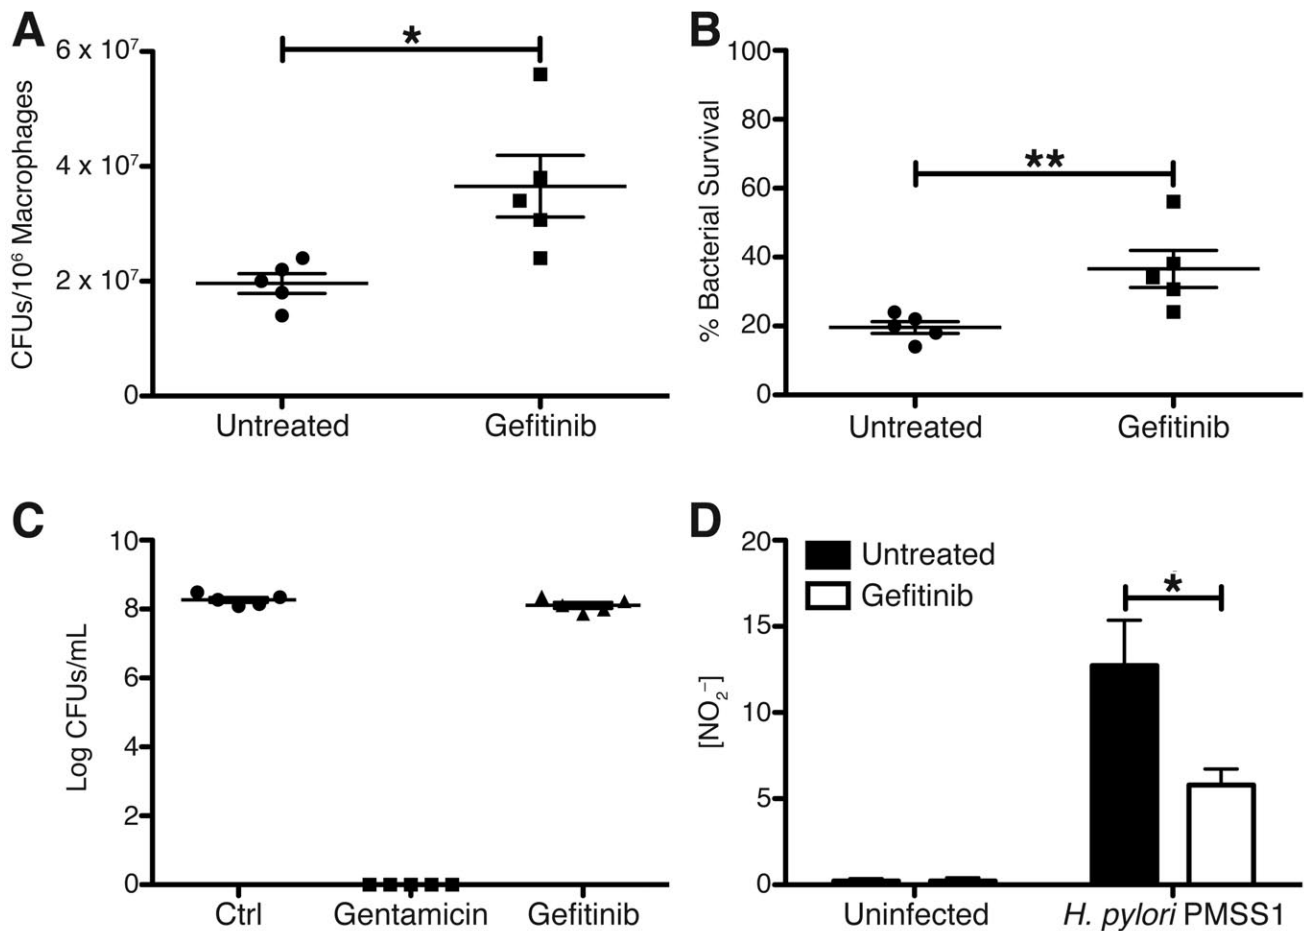 A
CFUs/10⁶ Macrophages
6 x 10⁷
4 x 10⁷
2 x 10⁷
0
*
Untreated
Gefitinib
B
% Bacterial Survival
100
80
60
40
20
0
**
Untreated
Gefitinib
C
Log CFUs/mL
10
8
6
4
2
0
Ctrl
Gentamicin
Gefitinib
D
[NO₂⁻]
20
15
10
5
0
Untreated
Gefitinib
*
Uninfected
H. pylori PMSS1